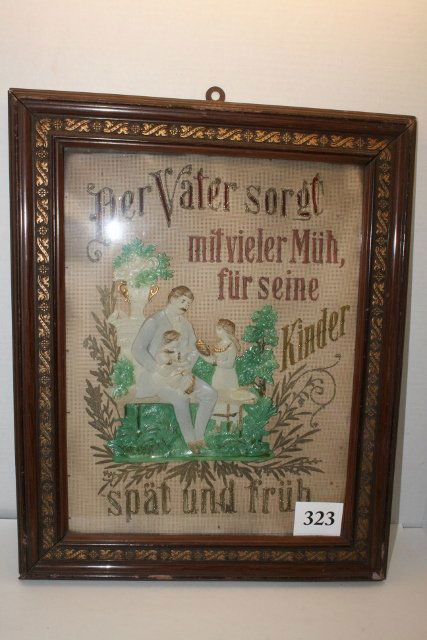 Der Vater sorgt
mit vieler Müh,
für seine
Kinder
spät und früh
323